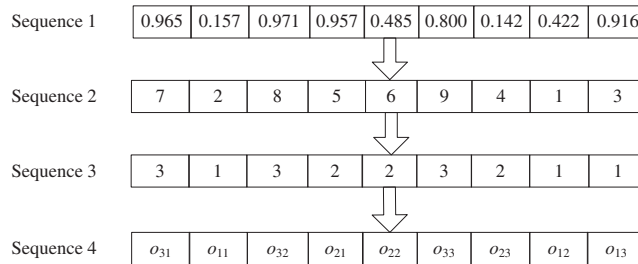 Sequence 1 0.965 0.157 0.971 0.957 0.485 0.800 0.142 0.422 0.916
Sequence 2 7 2 8 5 6 9 4 1 3
Sequence 3 3 1 3 2 2 3 2 1 1
Sequence 4 o31 o11 o32 o21 o22 o33 o23 o12 o13